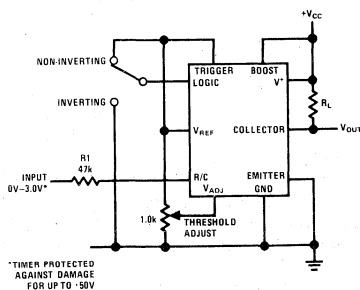 +VCC
NON-INVERTING
TRIGGER
BOOST
LOGIC
V+
RL
INVERTING
VREF
COLLECTOR
VOUT
R1
47k
INPUT
0V–3.0V*
R/C
EMITTER
VADJ
GND
1.0k
THRESHOLD
ADJUST
*TIMER PROTECTED
AGAINST DAMAGE
FOR UP TO ·50V